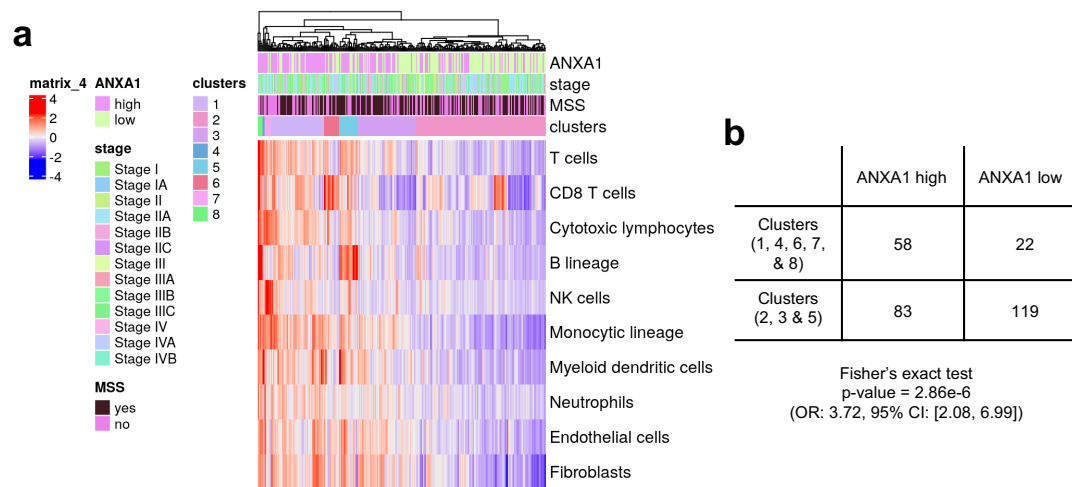 a
matrix_4
4
2
0
-2
-4
ANXA1
high
low
stage
Stage I
Stage IA
Stage II
Stage IIA
Stage IIB
Stage IIC
Stage III
Stage IIIA
Stage IIIB
Stage IIIC
Stage IV
Stage IVA
Stage IVB
MSS
yes
no
clusters
1
2
3
4
5
6
7
8
ANXA1
stage
MSS
clusters
T cells
CD8 T cells
Cytotoxic lymphocytes
B lineage
NK cells
Monocytic lineage
Myeloid dendritic cells
Neutrophils
Endothelial cells
Fibroblasts
b
ANXA1 high ANXA1 low
Clusters
(1, 4, 6, 7,
& 8)
58 22
Clusters
(2, 3 & 5)
83 119
Fisher's exact test
p-value = 2.86e-6
(OR: 3.72, 95% CI: [2.08, 6.99])